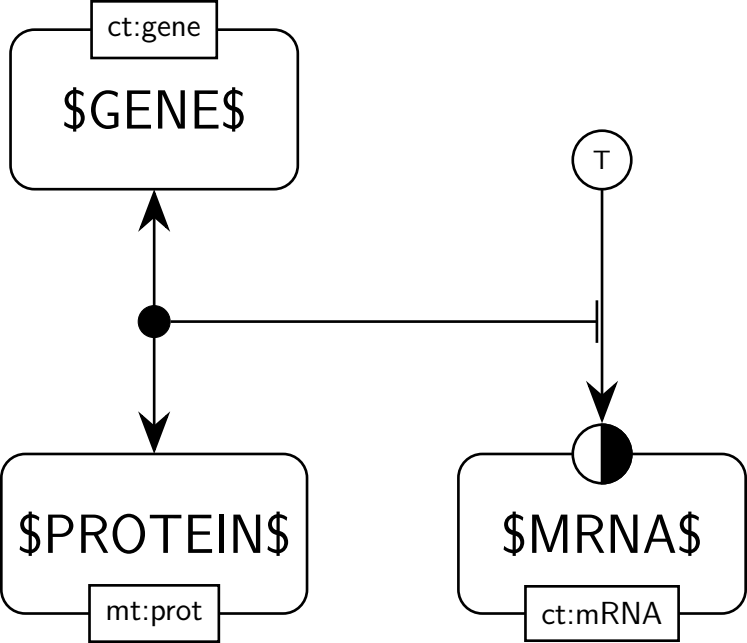 ct:gene
$GENE$
T
$PROTEIN$
mt:prot
$MRNA$
ct:mRNA